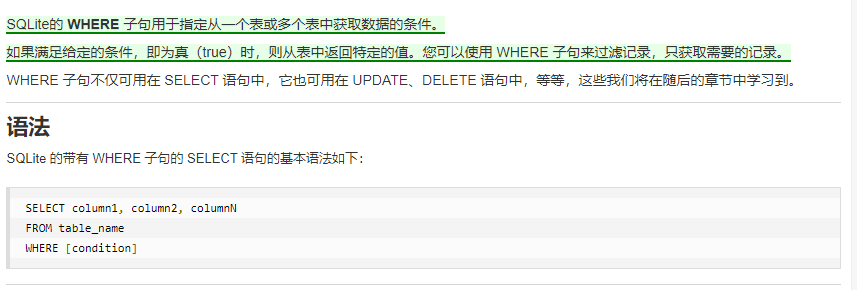 SQLite的 WHERE 子句用于指定从一个表或多个表中获取数据的条件。
如果满足给定的条件，即为真（true）时，则从表中返回特定的值。您可以使用 WHERE 子句来过滤记录，只获取需要的记录。
WHERE 子句不仅可用在 SELECT 语句中，它也可用在 UPDATE、DELETE 语句中，等等，这些我们将在随后的章节中学习到。
语法
SQLite 的带有 WHERE 子句的 SELECT 语句的基本语法如下：
SELECT column1, column2, columnN
FROM table_name
WHERE [condition]